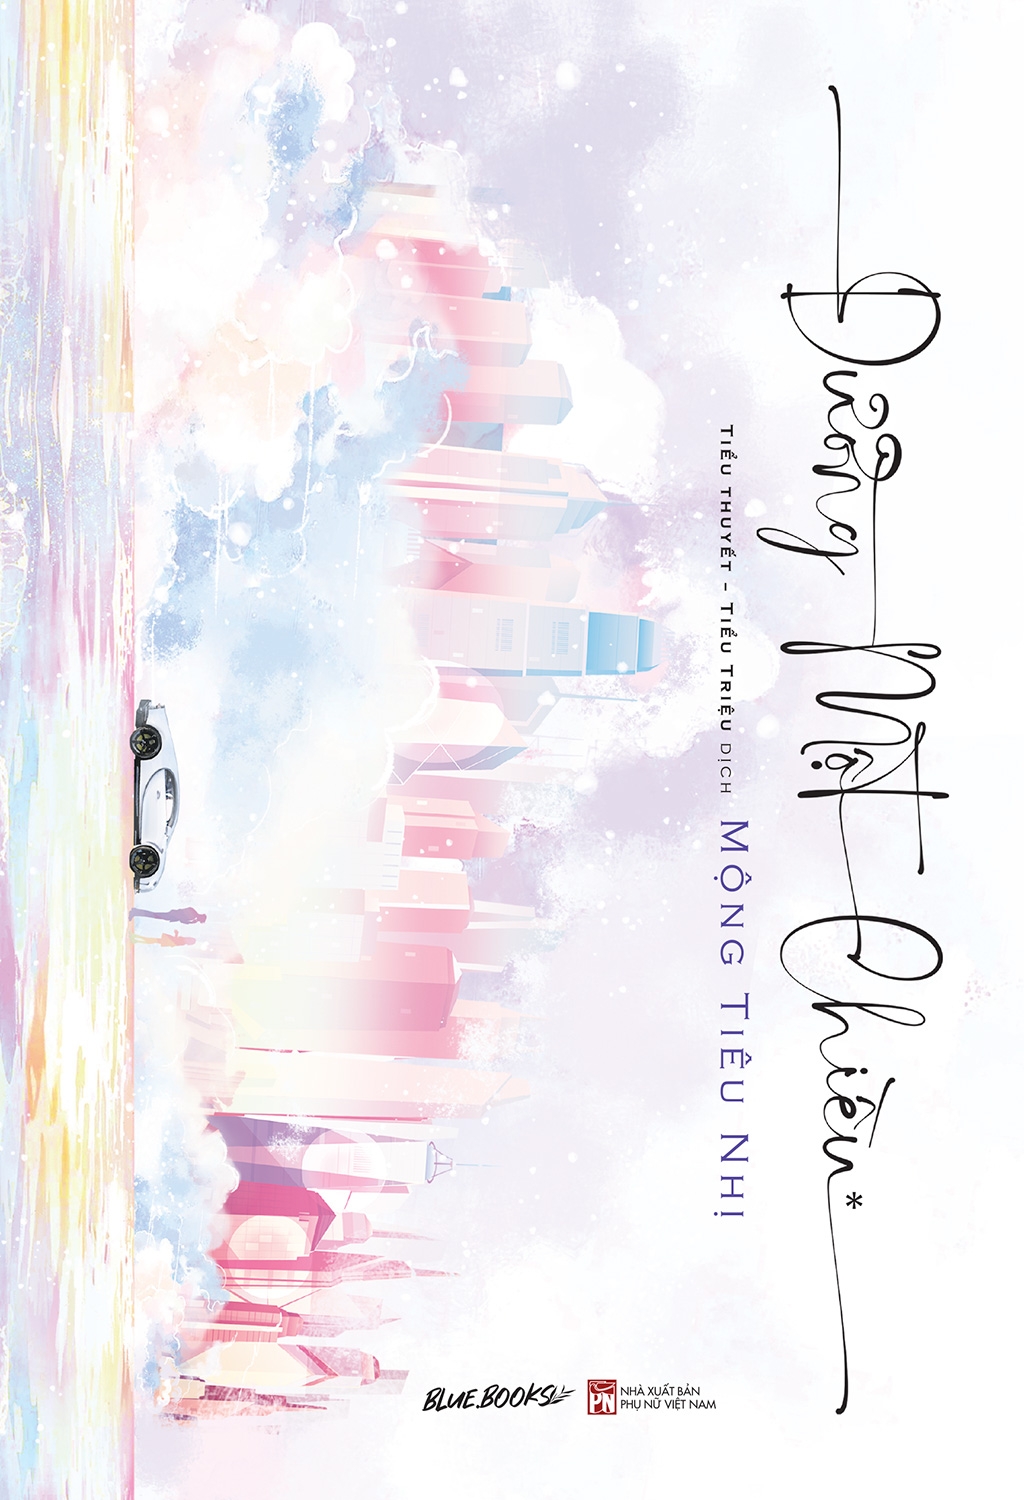 Đường Một Chiều*
TIỂU THUYẾT - TIỂU TRIỆU DỊCH MỘNG TIÊU NHỊ
BLUE.BOOKS
PN
NHÀ XUẤT BẢN
PHỤ NỮ VIỆT NAM